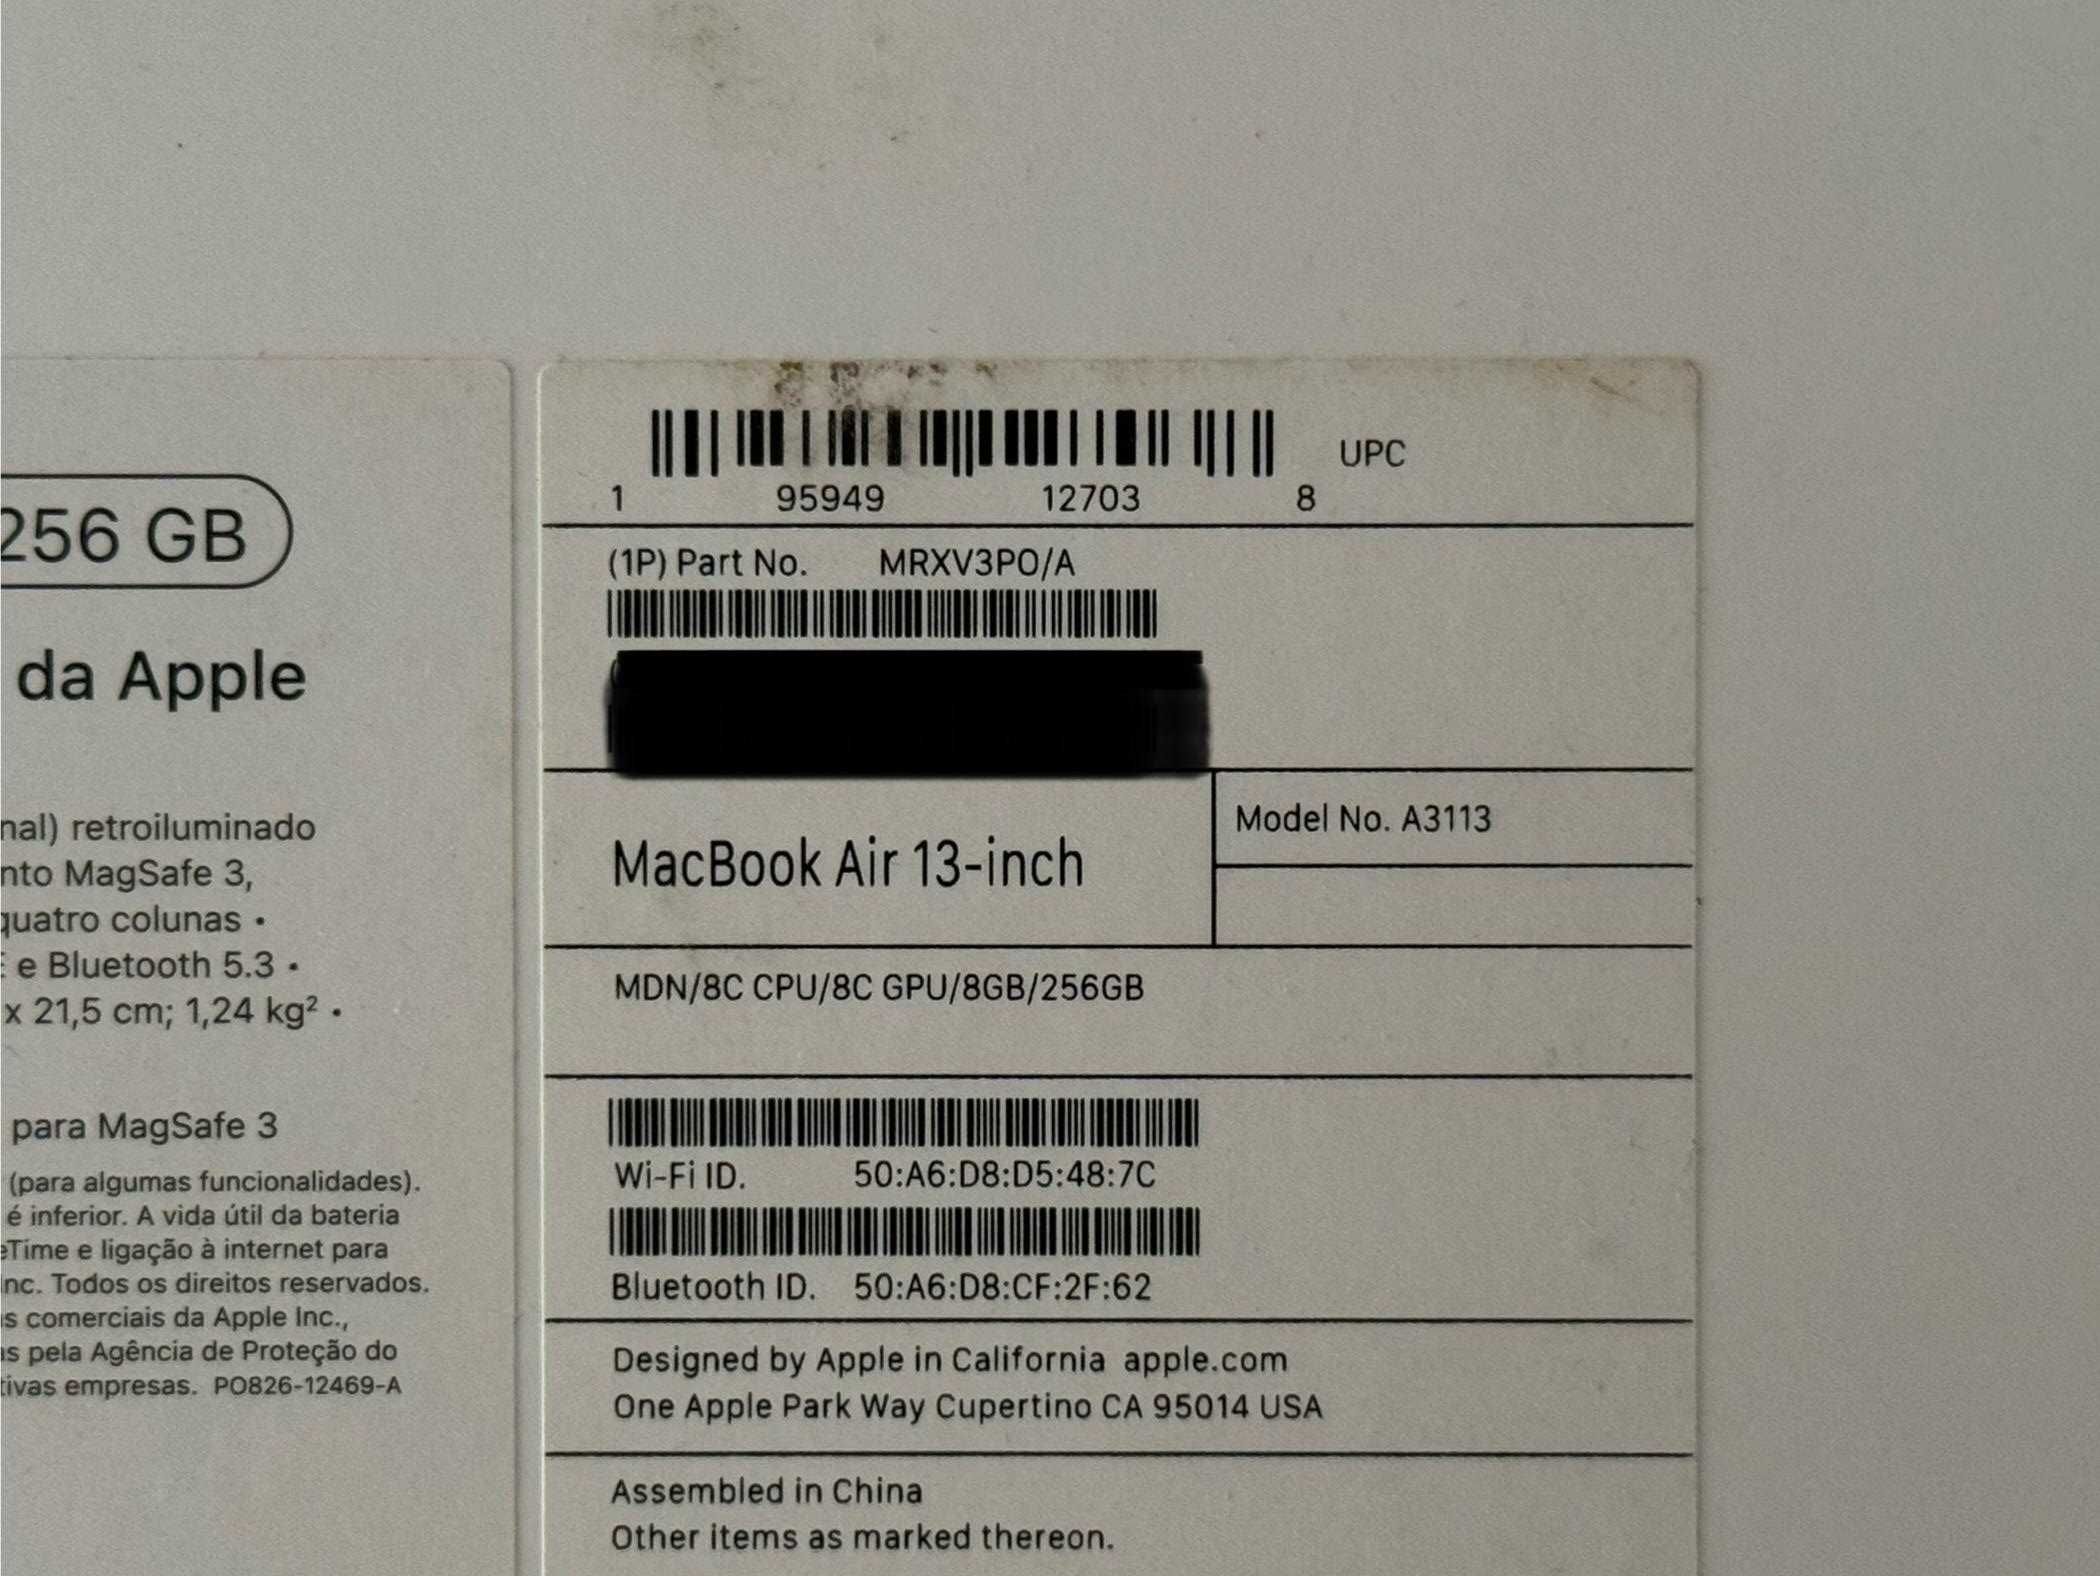 256 GB
da Apple
nal) retroiluminado
nto MagSafe 3,
quatro colunas •
e Bluetooth 5.3 •
x 21,5 cm; 1,24 kg² •
para MagSafe 3
(para algumas funcionalidades).
é inferior. A vida útil da bateria
eTime e ligação à internet para
Inc. Todos os direitos reservados.
s comerciais da Apple Inc.,
as pela Agência de Proteção do
tivas empresas. PO826-12469-A
UPC
1 95949 12703 8
(1P) Part No. MRXV3PO/A
MacBook Air 13-inch
Model No. A3113
MDN/8C CPU/8C GPU/8GB/256GB
Wi-Fi ID. 50:A6:D8:D5:48:7C
Bluetooth ID. 50:A6:D8:CF:2F:62
Designed by Apple in California apple.com
One Apple Park Way Cupertino CA 95014 USA
Assembled in China
Other items as marked thereon.